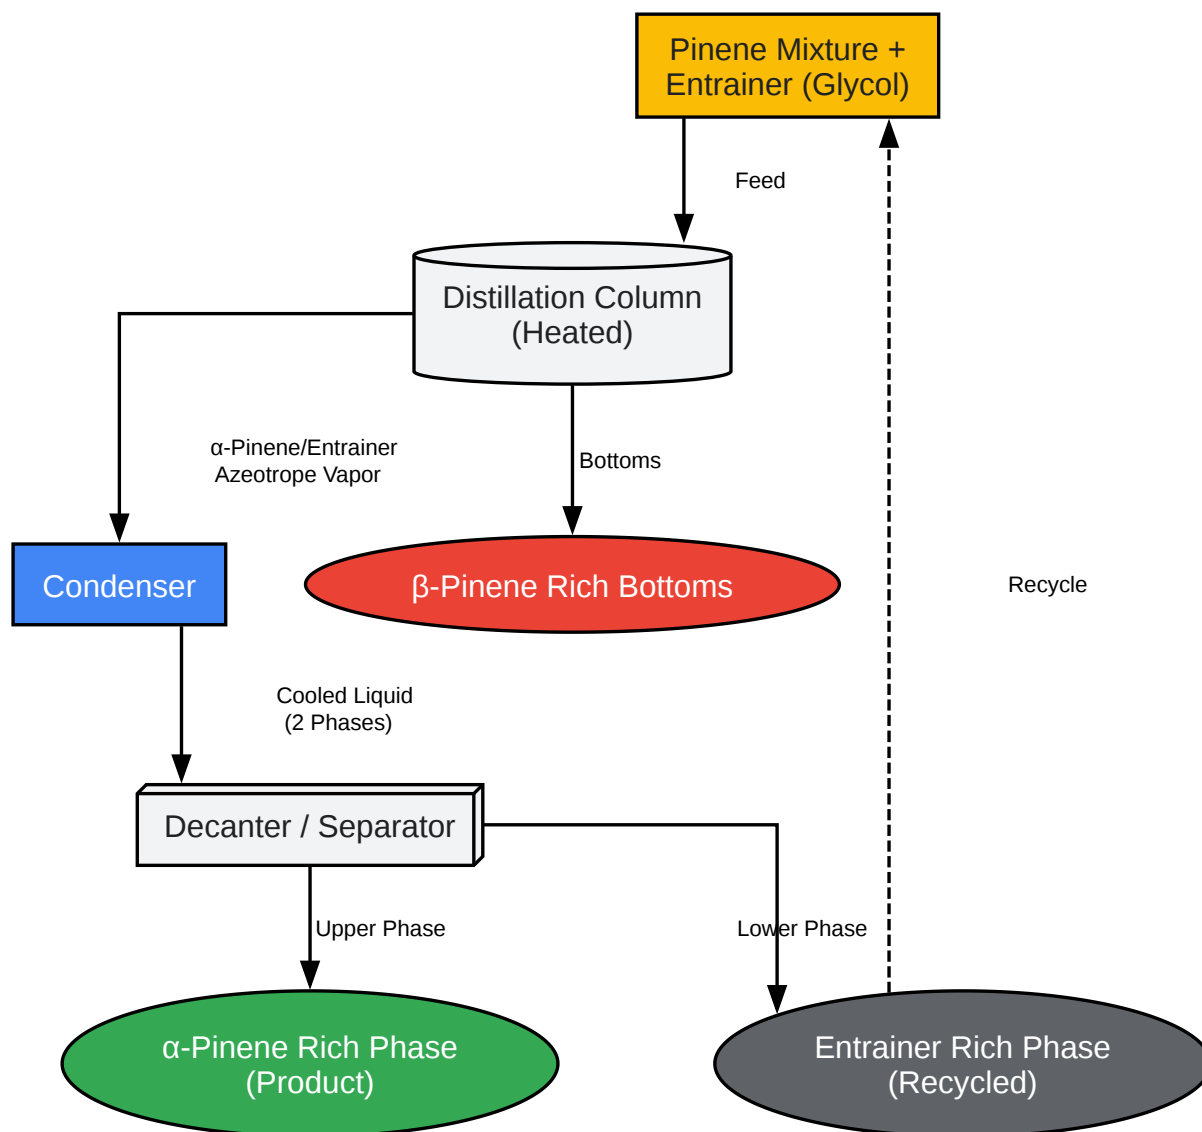 Pinene Mixture +
Entrainer (Glycol)
Feed
Distillation Column
(Heated)
α-Pinene/Entrainer
Azeotrope Vapor
Bottoms
Condenser
β-Pinene Rich Bottoms
Recycle
Cooled Liquid
(2 Phases)
Decanter / Separator
Upper Phase
Lower Phase
α-Pinene Rich Phase
(Product)
Entrainer Rich Phase
(Recycled)